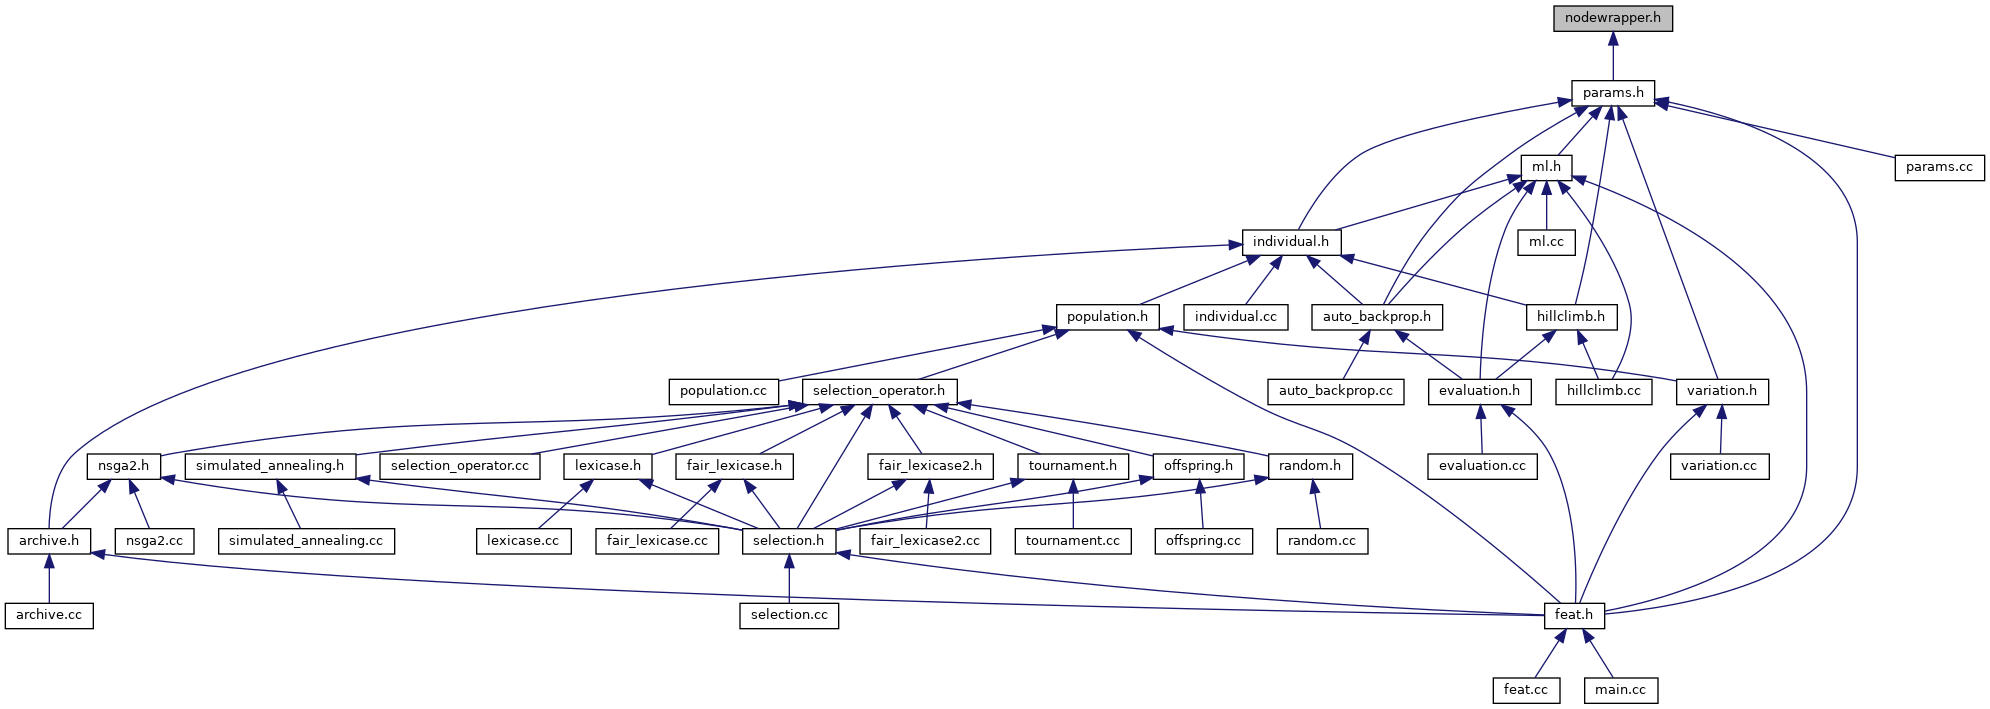 nodewrapper.h
params.h
ml.h
params.cc
individual.h
ml.cc
population.h
individual.cc
auto_backprop.h
hillclimb.h
population.cc
selection_operator.h
auto_backprop.cc
evaluation.h
hillclimb.cc
variation.h
nsga2.h
simulated_annealing.h
selection_operator.cc
lexicase.h
fair_lexicase.h
fair_lexicase2.h
tournament.h
offspring.h
random.h
evaluation.cc
variation.cc
archive.h
nsga2.cc
simulated_annealing.cc
lexicase.cc
fair_lexicase.cc
selection.h
fair_lexicase2.cc
tournament.cc
offspring.cc
random.cc
archive.cc
selection.cc
feat.h
feat.cc
main.cc